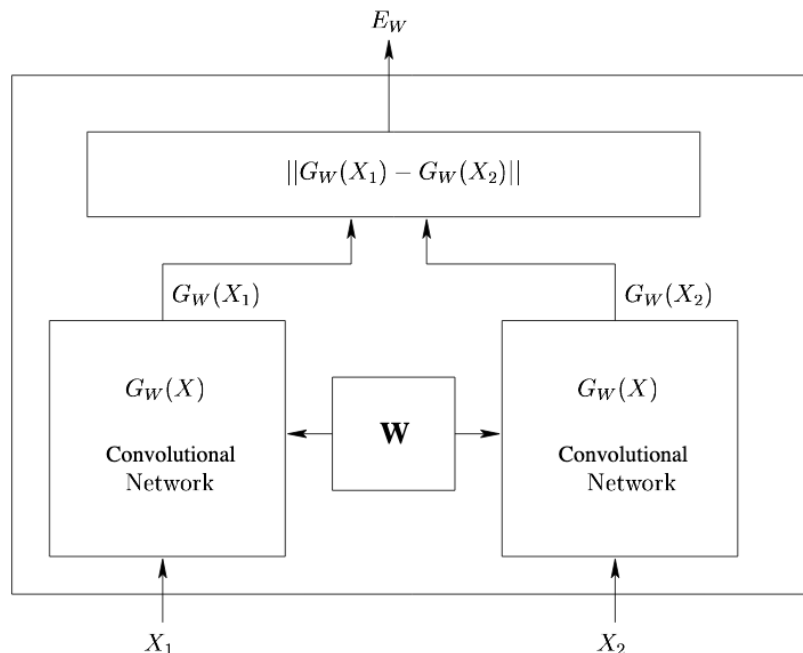 E_W
||G_W(X_1) − G_W(X_2)||
G_W(X_1)
G_W(X_2)
G_W(X)
Convolutional
Network
W
G_W(X)
Convolutional
Network
X_1
X_2